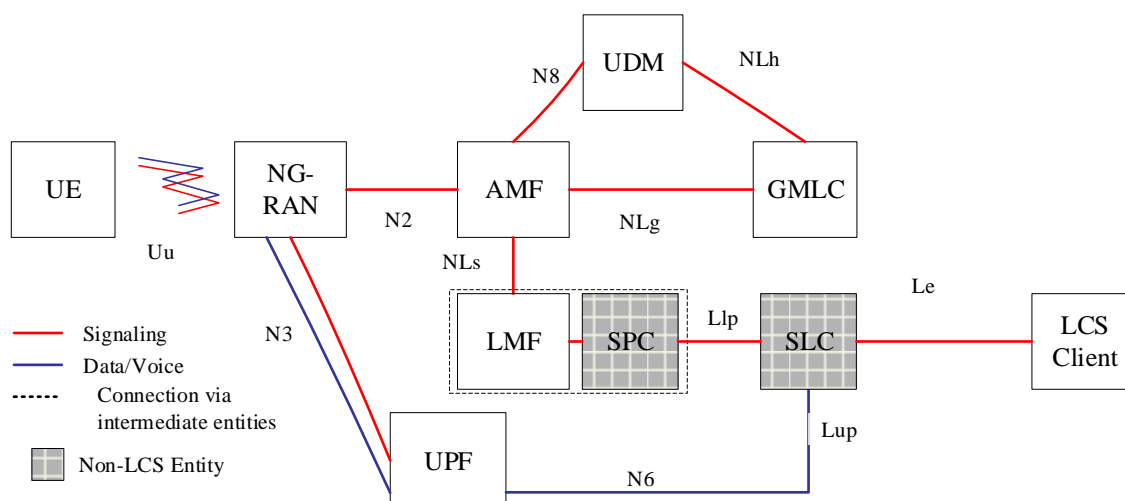 UDM
NLh
N8
UE
NG-
RAN
AMF
GMLC
N2
NLg
Uu
NLs
Le
Llp
N3
LMF
SPC
SLC
LCS
Client
Signaling
Data/Voice
Connection via
intermediate entities
Lup
UPF
Non-LCS Entity
N6